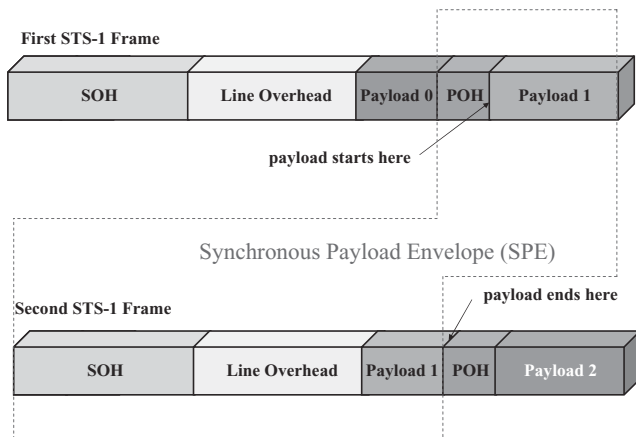 First STS-1 Frame
SOH Line Overhead Payload 0 POH Payload 1
payload starts here
Synchronous Payload Envelope (SPE)
Second STS-1 Frame
payload ends here
SOH Line Overhead Payload 1 POH Payload 2